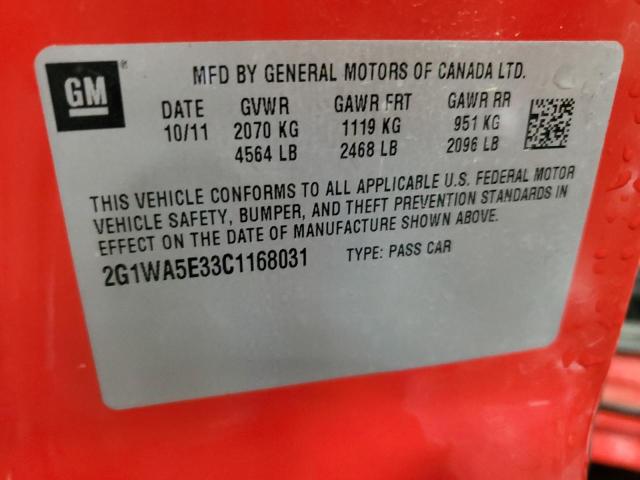 GM
MFD BY GENERAL MOTORS OF CANADA LTD.
DATE GVWR GAWR FRT GAWR RR
10/11 2070 KG 1119 KG 951 KG
4564 LB 2468 LB 2096 LB
THIS VEHICLE CONFORMS TO ALL APPLICABLE U.S. FEDERAL MOTOR
VEHICLE SAFETY, BUMPER, AND THEFT PREVENTION STANDARDS IN
EFFECT ON THE DATE OF MANUFACTURE SHOWN ABOVE.
2G1WA5E33C1168031 TYPE: PASS CAR